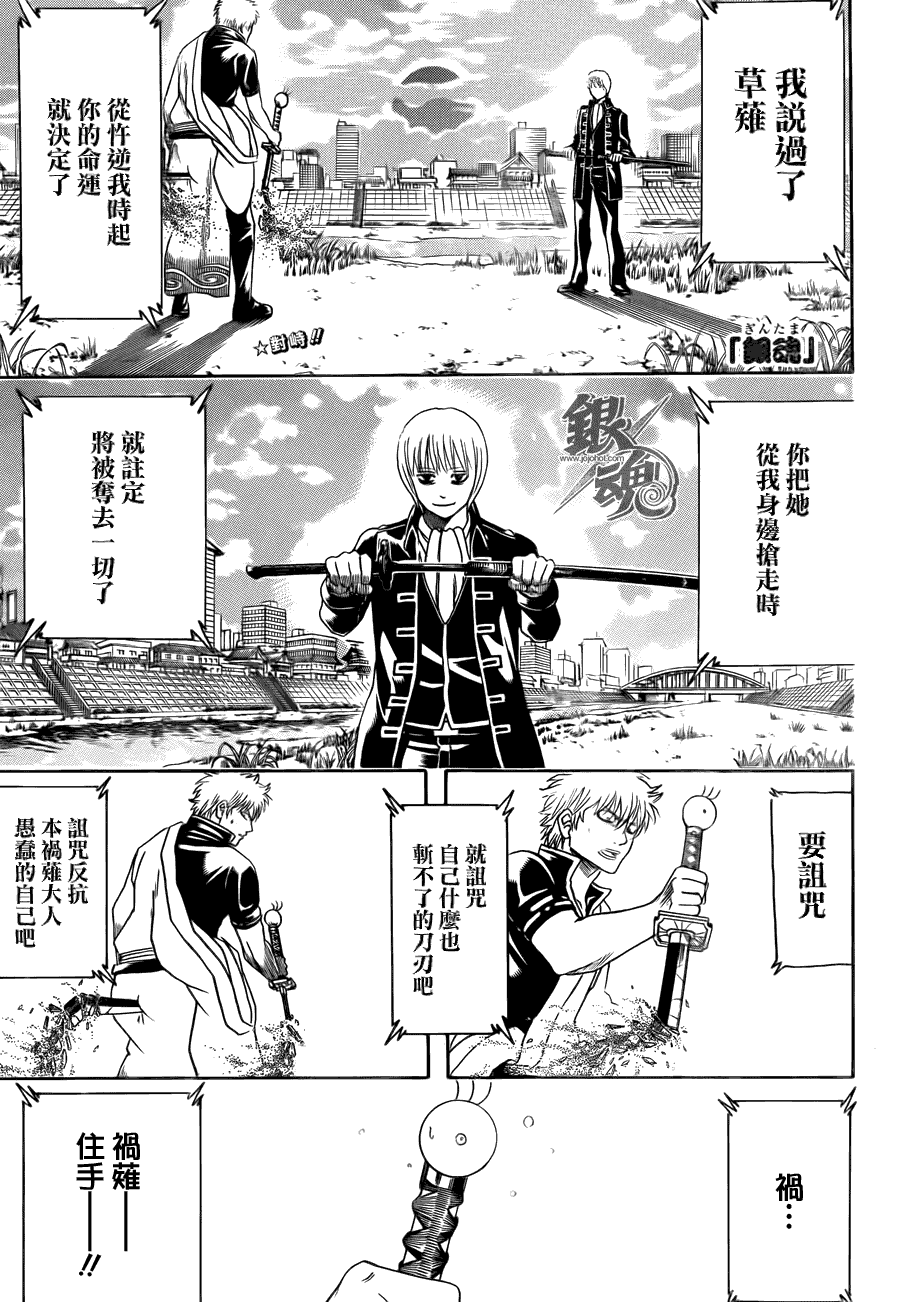 我説過了
草薙
從忤逆我時起
你的命運
就決定了
★對峙!!
ぎんたま
「銀魂」
銀魂
www.jojohot.com
你把她
從我身邊搶走時
就註定
將被奪去一切了
要詛咒
就詛咒
自己什麼也
斬不了的刀刃吧
詛咒反抗
本禍薙大人
愚蠢的自己吧
禍…
禍薙——
住手——!!